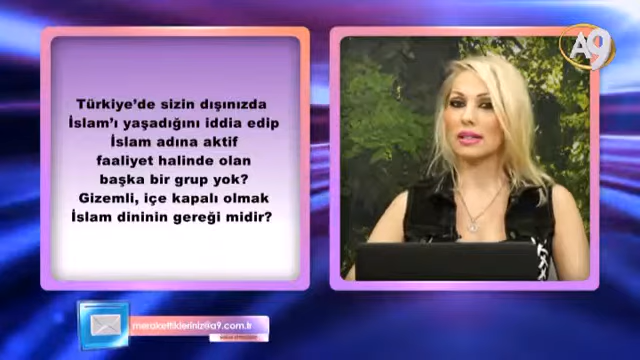 A9
Türkiye'de sizin dışınızda
İslam'ı yaşadığını iddia edip
İslam adına aktif
faaliyet halinde olan
başka bir grup yok?
Gizemli, içe kapalı olmak
İslam dininin gereği midir?
merakettikleriniz@a9.com.tr